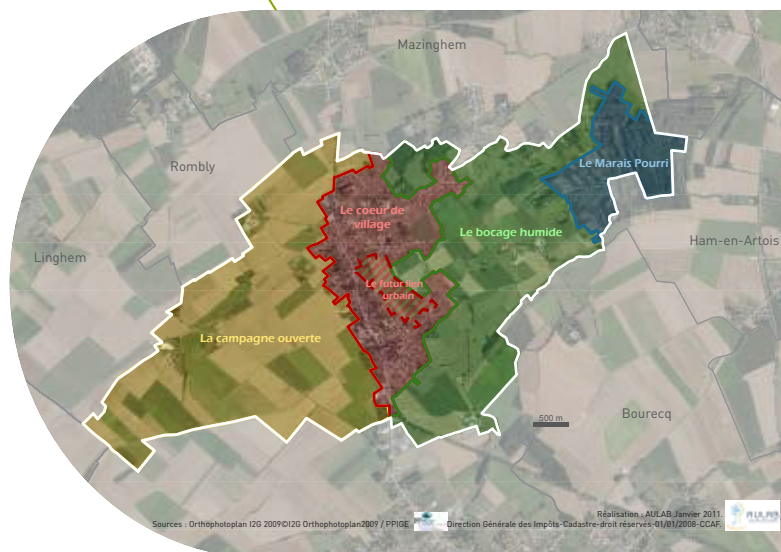 Mazinghem
Rombly
Le Marais Pourri
Le coeur de
village
Le bocage humide
Ham-en-Artois
Linghem
Le futur lien
urbain
La campagne ouverte
500 m
Bourecq
Réalisation : AULAB Janvier 2011.
Sources : Orthophotoplan I2G 2009©I2G Orthophotoplan2009 / PPIGE
Direction Générale des Impôts-Cadastre-droit réservés-01/01/2008-CCAF.
AULAB